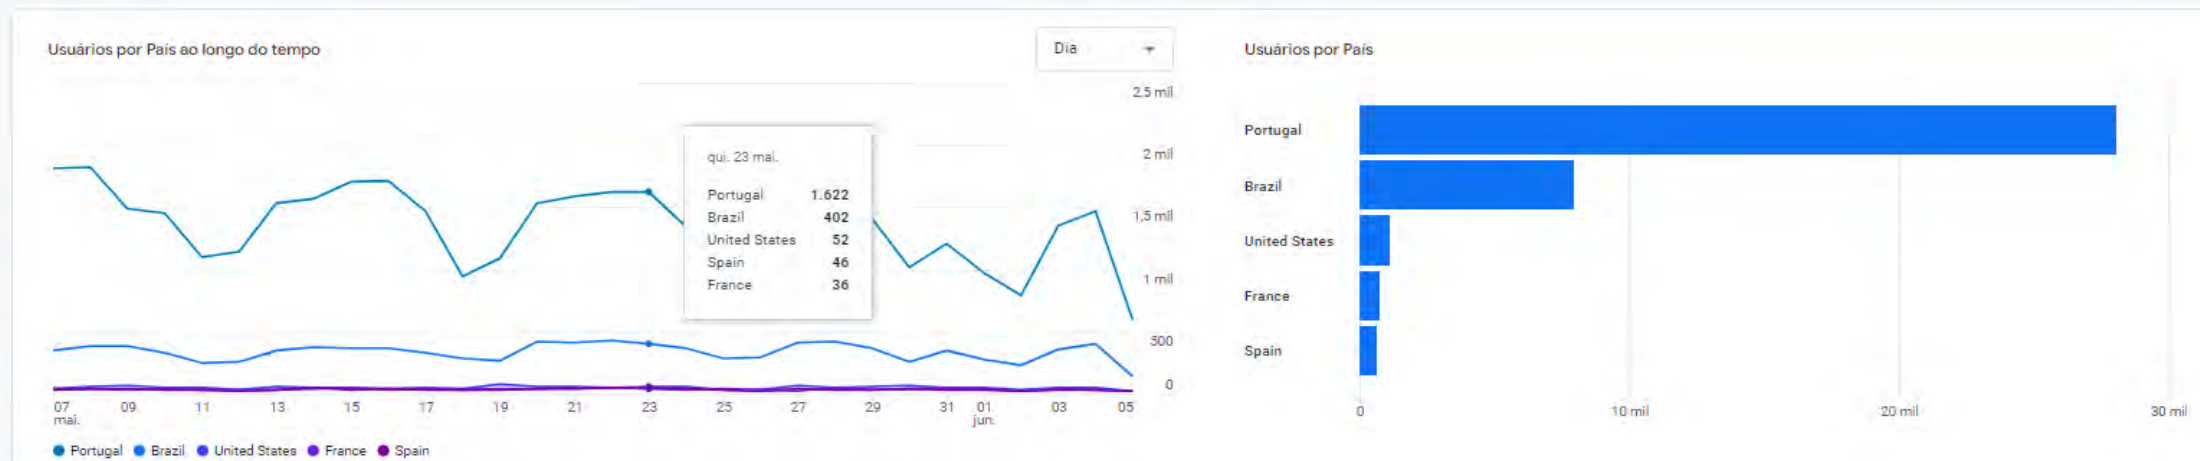 Usuários por País ao longo do tempo
Dia
2,5 mil
2 mil
1,5 mil
1 mil
500
0
qui. 23 mai.
Portugal 1.622
Brazil 402
United States 52
Spain 46
France 36
07 09 11 13 15 17 19 21 23 25 27 29 31 01 03 05
mai. jun.
Portugal Brazil United States France Spain
Usuários por País
Portugal
Brazil
United States
France
Spain
0 10 mil 20 mil 30 mil